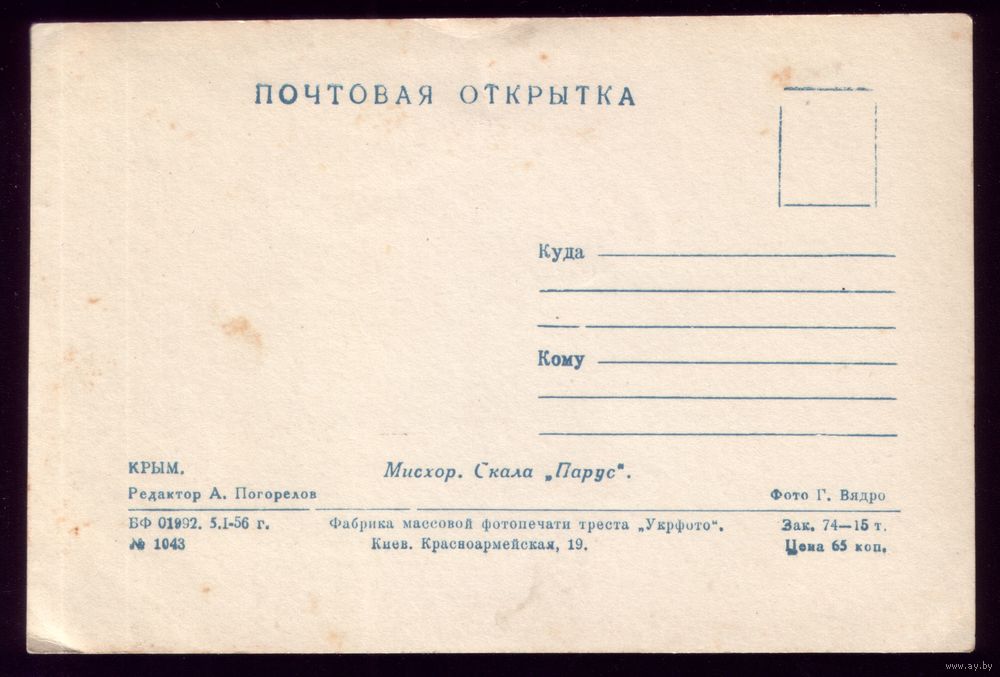 ПОЧТОВАЯ ОТКРЫТКА
Куда
Кому
КРЫМ.
Мисхор. Скала „Парус“.
Редактор А. Погорелов
Фото Г. Вядро
БФ 01992. 5.I-56 г.
Фабрика массовой фотопечати треста „Укрфото“.
Зак. 74—15 т.
№ 1043
Киев. Красноармейская, 19.
Цена 65 коп.
www.ay.by